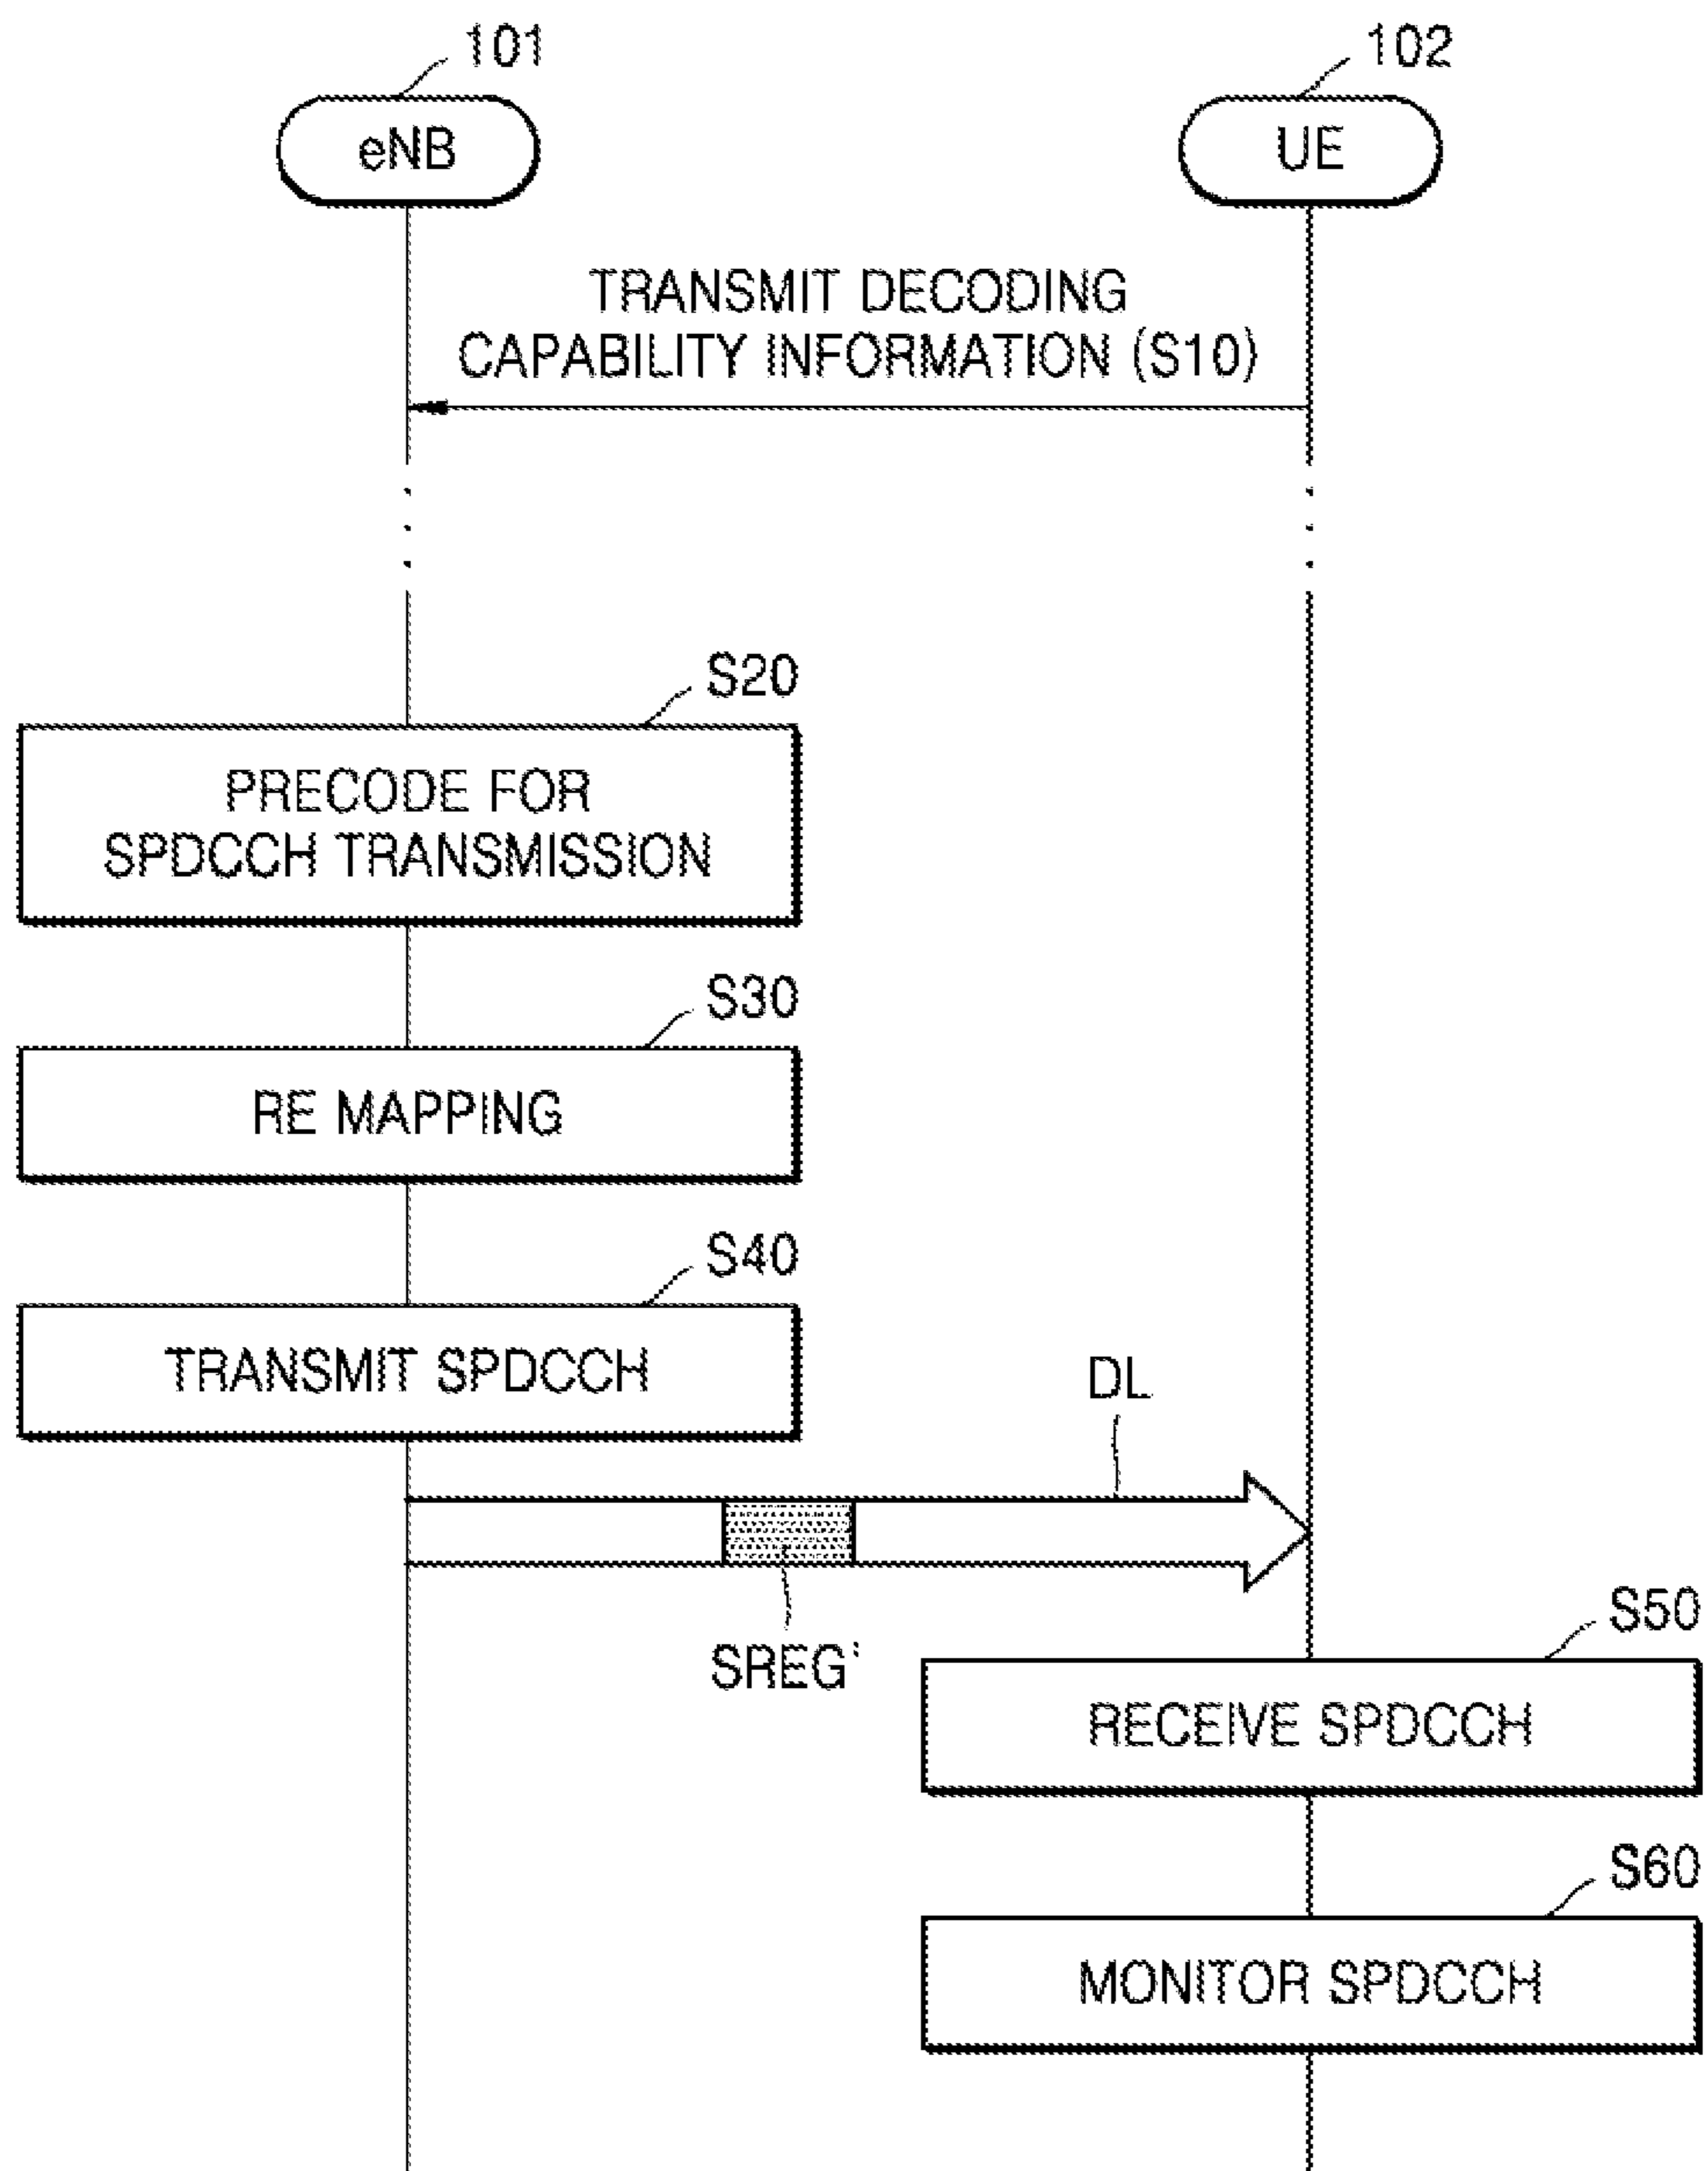 101
102
eNB
UE
TRANSMIT DECODING
CAPABILITY INFORMATION (S10)
S20
PRECODE FOR
SPDCCH TRANSMISSION
S30
RE MAPPING
S40
TRANSMIT SPDCCH
DL
SREG'
S50
RECEIVE SPDCCH
S60
MONITOR SPDCCH